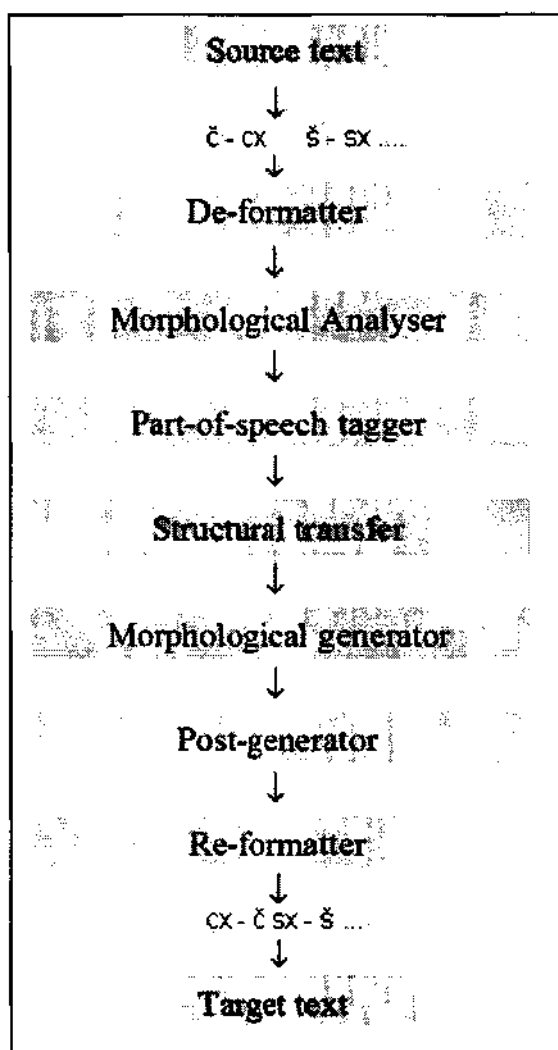 Source text
↓
Č - CX Š - SX .....
↓
De-formatter
↓
Morphological Analyser
↓
Part-of-speech tagger
↓
Structural transfer
↓
Morphological generator
↓
Post-generator
↓
Re-formatter
↓
CX - Č SX - Š ....
↓
Target text